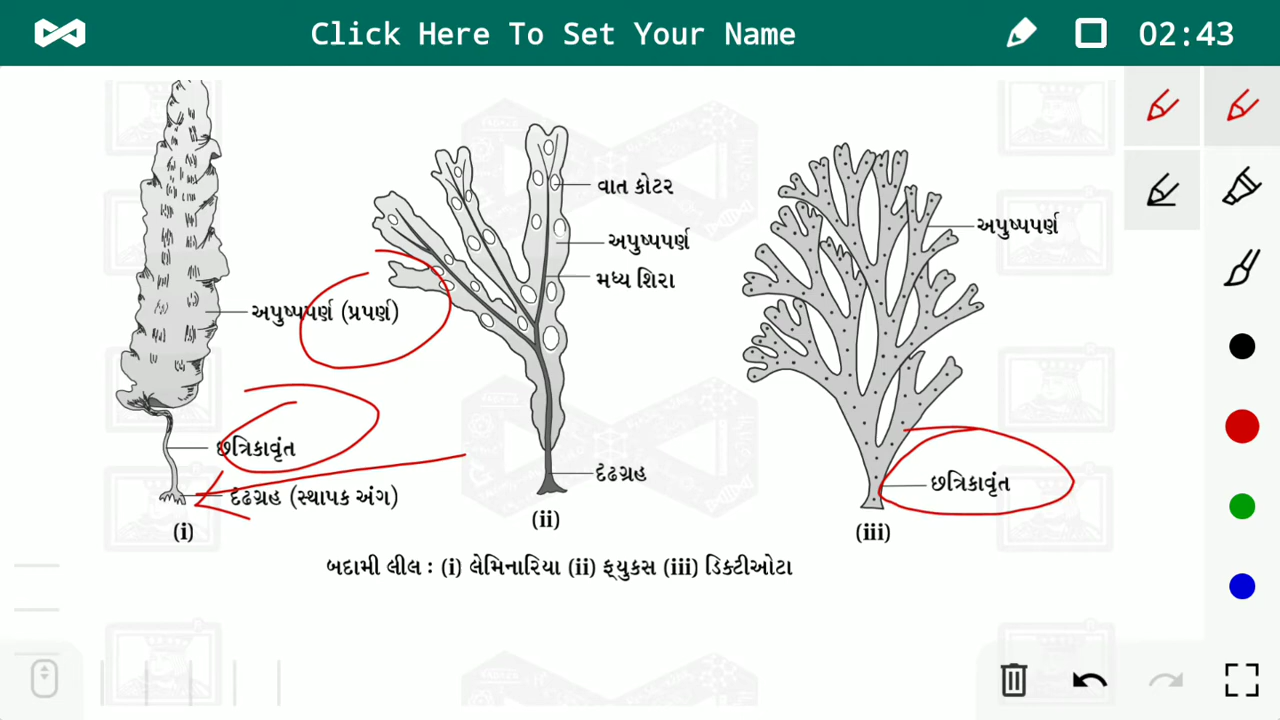 Click Here To Set Your Name
02:43
વાત કોટર
અપુષ્પપર્ણ
મધ્ય શિરા
અપુષ્પપર્ણ
અપુષ્પપર્ણ (પ્રપર્ણ)
છત્રિકાવૃંત
દૃઢગ્રહ (સ્થાપક અંગ)
દૃઢગ્રહ
છત્રિકાવૃંત
(i)
(ii)
(iii)
બદામી લીલ : (i) લેમિનારિયા (ii) ફ્યુકસ (iii) ડિક્ટીઓટા